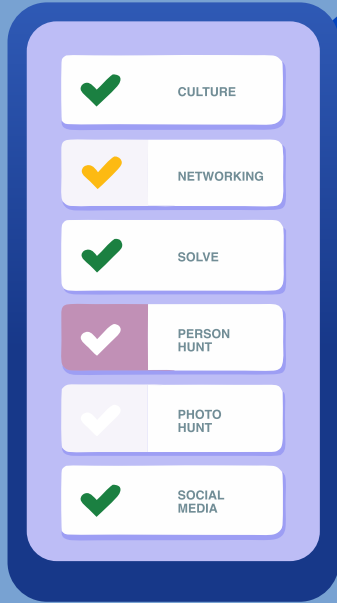 CULTURE
NETWORKING
SOLVE
PERSON
HUNT
PHOTO
HUNT
SOCIAL
MEDIA